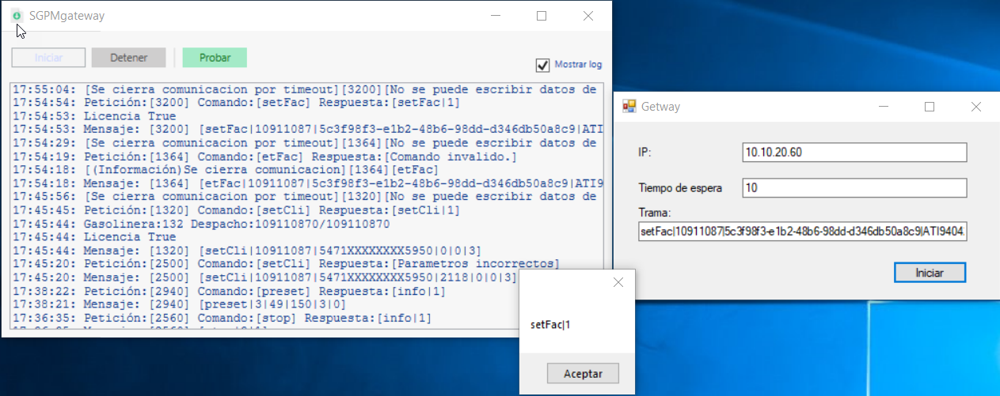 SGPMgateway
Iniciar
Detener
Probar
Mostrar log
17:55:04: [Se cierra comunicacion por timeout][3200][No se puede escribir datos de
17:54:54: Petición:[3200] Comando:[setFac] Respuesta:[setFac|1]
17:54:53: Licencia True
17:54:53: Mensaje: [3200] [setFac|10911087|5c3f98f3-e1b2-48b6-98dd-d346db50a8c9|ATI
17:54:29: [Se cierra comunicacion por timeout][1364][No se puede escribir datos de
17:54:19: Petición:[1364] Comando:[etFac] Respuesta:[Comando invalido.]
17:54:18: [(Información)Se cierra comunicacion][1364][etFac]
17:54:18: Mensaje: [1364] [etFac|10911087|5c3f98f3-e1b2-48b6-98dd-d346db50a8c9|ATI9
17:45:56: [Se cierra comunicacion por timeout][1320][No se puede escribir datos de
17:45:45: Petición:[1320] Comando:[setCli] Respuesta:[setCli|1]
17:45:44: Gasolinera:132 Despacho:109110870/109110870
17:45:44: Licencia True
17:45:44: Mensaje: [1320] [setCli|10911087|5471XXXXXXXX5950|0|0|3]
17:45:20: Petición:[2500] Comando:[setCli] Respuesta:[Parametros incorrectos]
17:45:20: Mensaje: [2500] [setCli|10911087|5471XXXXXXXX5950|2118|0|0|3]
17:38:22: Petición:[2940] Comando:[preset] Respuesta:[info|1]
17:38:21: Mensaje: [2940] [preset|3|49|150|3|0]
17:36:35: Petición:[2560] Comando:[stop] Respuesta:[info|1]
Getway
IP:
10.10.20.60
Tiempo de espera
10
Trama:
setFac|10911087|5c3f98f3-e1b2-48b6-98dd-d346db50a8c9|ATI9404
Iniciar
setFac|1
Aceptar